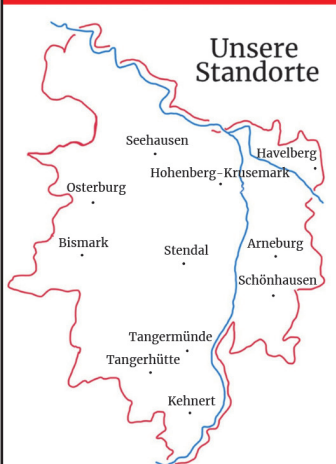 Unsere
Standorte
Seehausen
Havelberg
Hohenberg-Krusemark
Osterburg
Bismark
Stendal
Arneburg
Schönhausen
Tangermünde
Tangerhütte
Kehnert